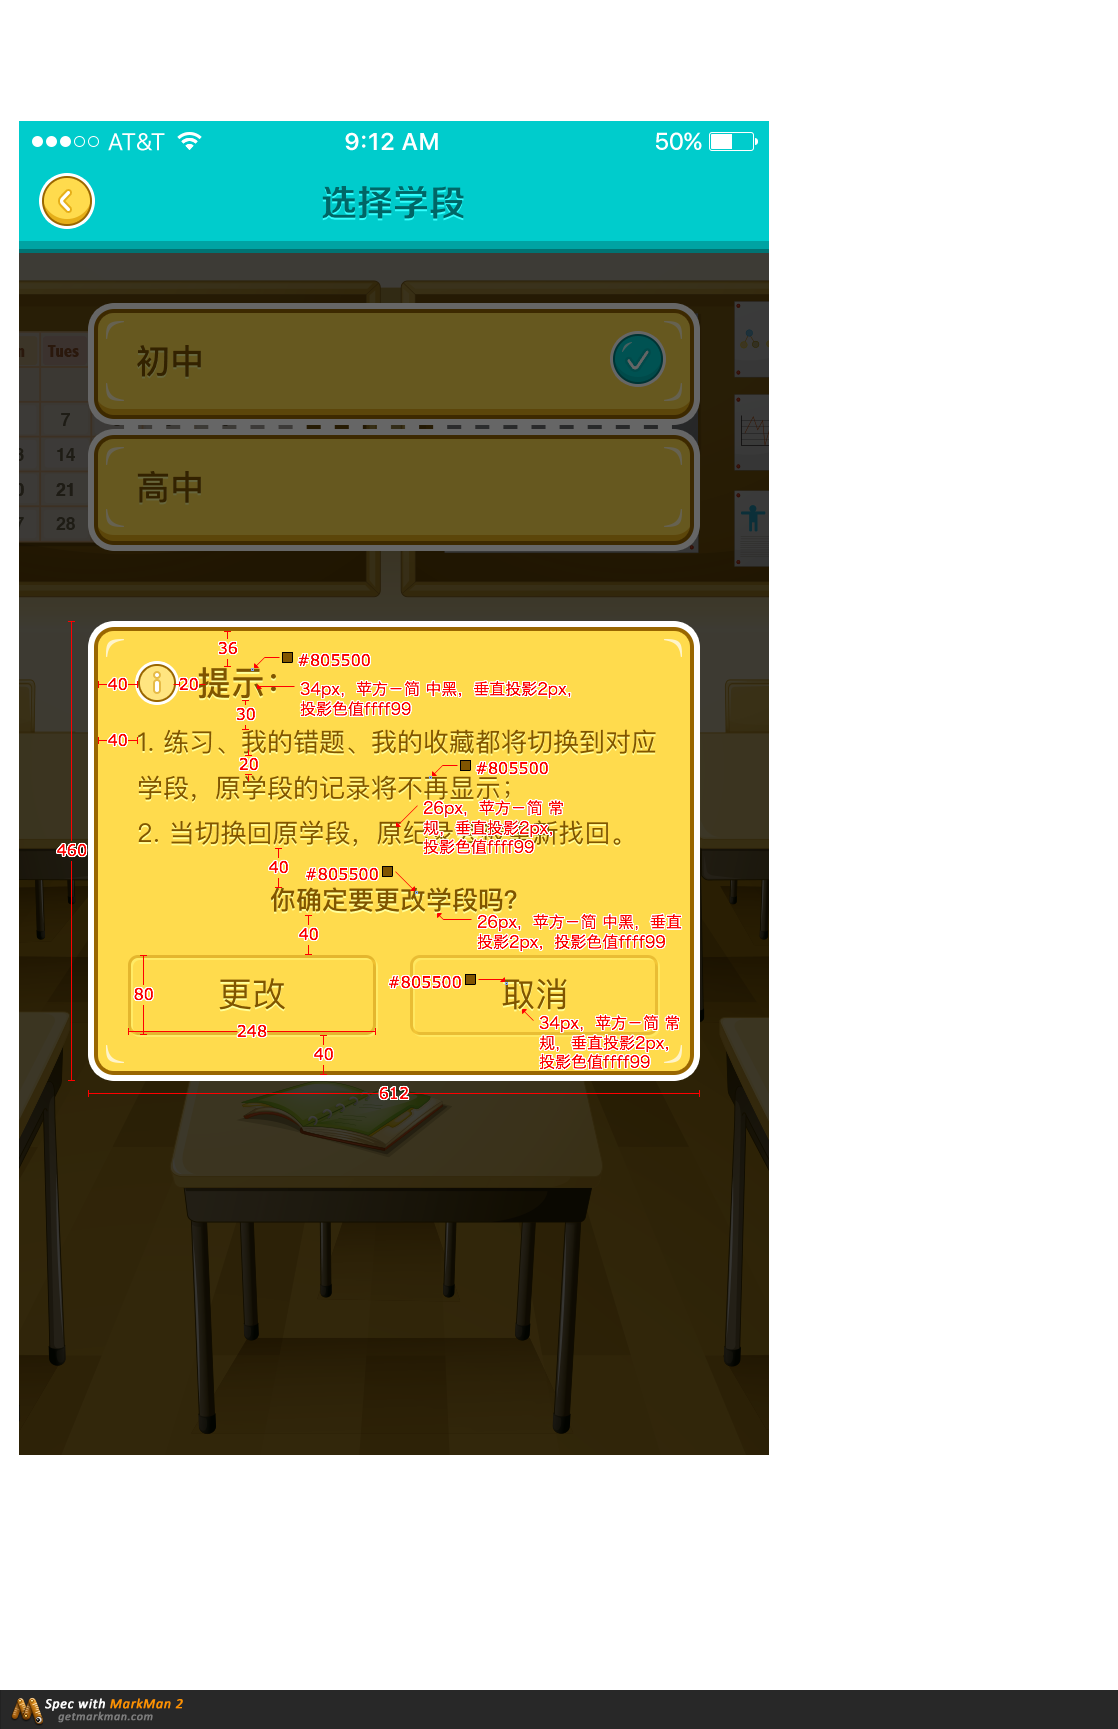 AT&T 9:12 AM 50%
选择学段
Tues
初中
7
14
高中
21
28
36
#805500
40 20 提示：
34px，苹方－简 中黑，垂直投影2px，
投影色值ffff99
30
40
1. 练习、我的错题、我的收藏都将切换到对应
20
#805500
学段，原学段的记录将不再显示；
26px，苹方－简 常
规，垂直投影2px，
投影色值ffff99
2. 当切换回原学段，原纪 新找回。
460
40
#805500
你确定要更改学段吗?
26px，苹方－简 中黑，垂直
投影2px，投影色值ffff99
40
80
更改
#805500
取消
248
34px，苹方－简 常
规，垂直投影2px，
投影色值ffff99
40
612
Spec with MarkMan 2
getmarkman.com